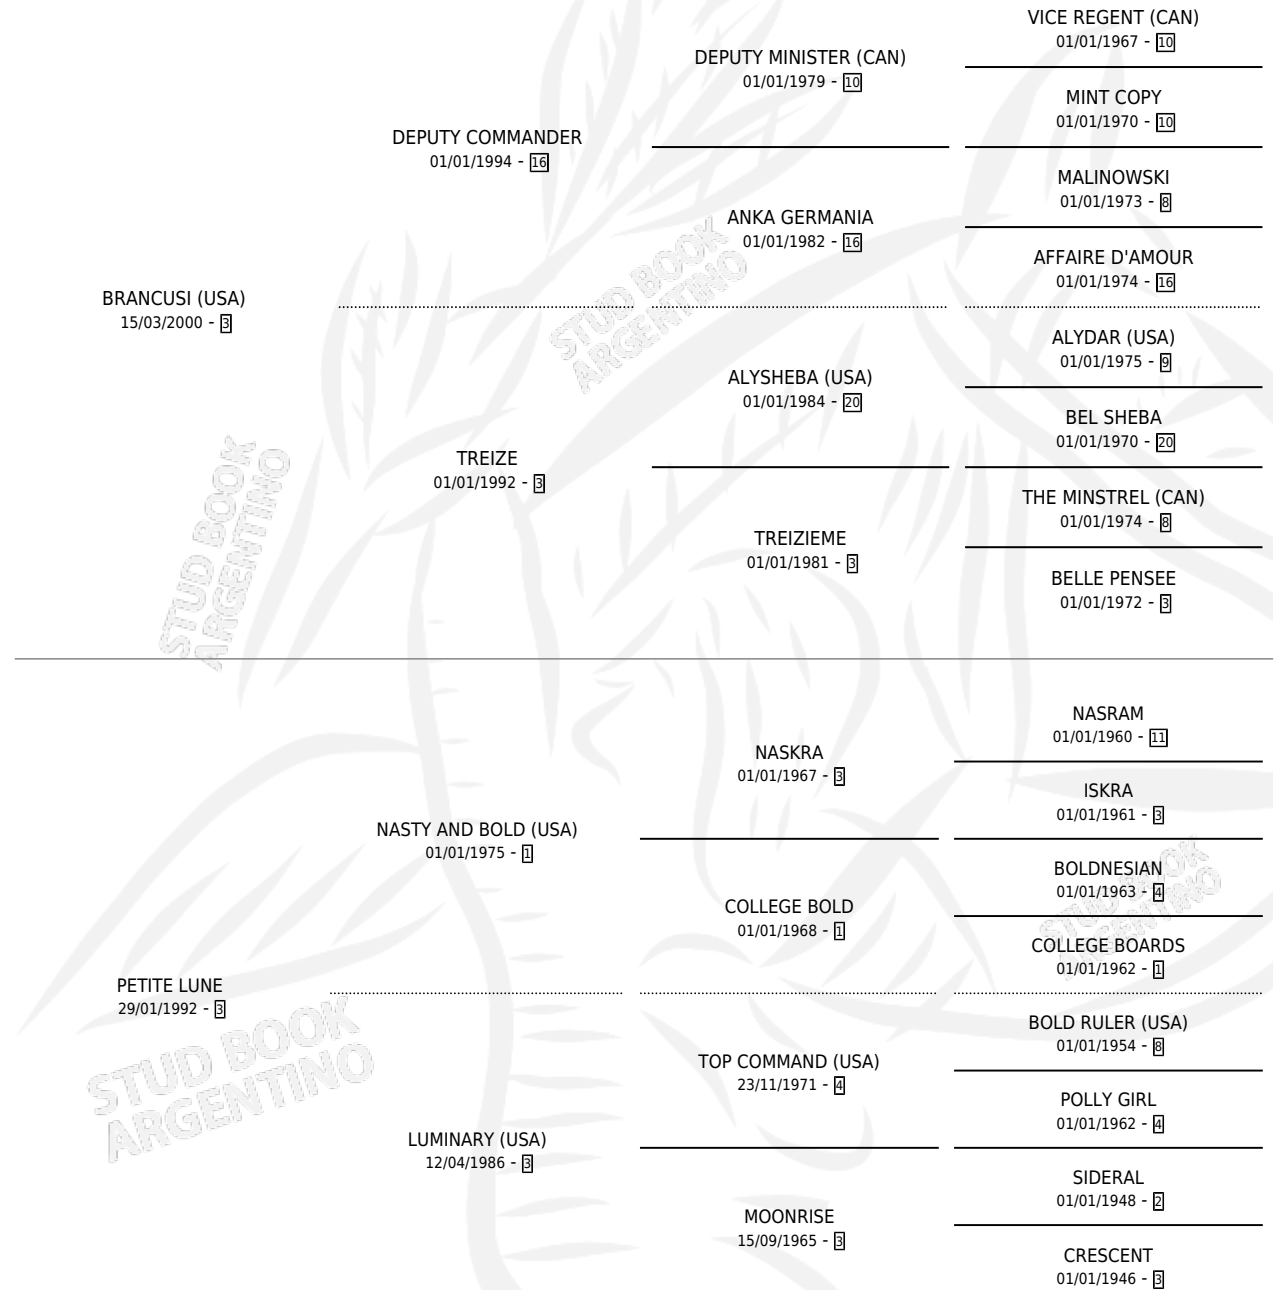 VICE REGENT (CAN)
01/01/1967 - 10
DEPUTY MINISTER (CAN)
01/01/1979 - 10
MINT COPY
01/01/1970 - 10
DEPUTY COMMANDER
01/01/1994 - 16
MALINOWSKI
01/01/1973 - 8
ANKA GERMANIA
01/01/1982 - 16
AFFAIRE D'AMOUR
01/01/1974 - 16
BRANCUSI (USA)
15/03/2000 - 3
ALYDAR (USA)
01/01/1975 - 9
ALYSHEBA (USA)
01/01/1984 - 20
BEL SHEBA
01/01/1970 - 20
TREIZE
01/01/1992 - 3
THE MINSTREL (CAN)
01/01/1974 - 8
TREIZIEME
01/01/1981 - 3
BELLE PENSEE
01/01/1972 - 3
NASRAM
01/01/1960 - 11
NASKRA
01/01/1967 - 3
ISKRA
01/01/1961 - 3
NASTY AND BOLD (USA)
01/01/1975 - 1
BOLDNESIAN
01/01/1963 - 4
COLLEGE BOLD
01/01/1968 - 1
COLLEGE BOARDS
01/01/1962 - 1
PETITE LUNE
29/01/1992 - 3
BOLD RULER (USA)
01/01/1954 - 8
TOP COMMAND (USA)
23/11/1971 - 4
POLLY GIRL
01/01/1962 - 4
LUMINARY (USA)
12/04/1986 - 3
SIDERAL
01/01/1948 - 2
MOONRISE
15/09/1965 - 3
CRESCENT
01/01/1946 - 3
STUD BOOK
ARGENTINO
STUD BOOK
ARGENTINO
STUD BOOK
ARGENTINO
STUD BOOK
ARGENTINO